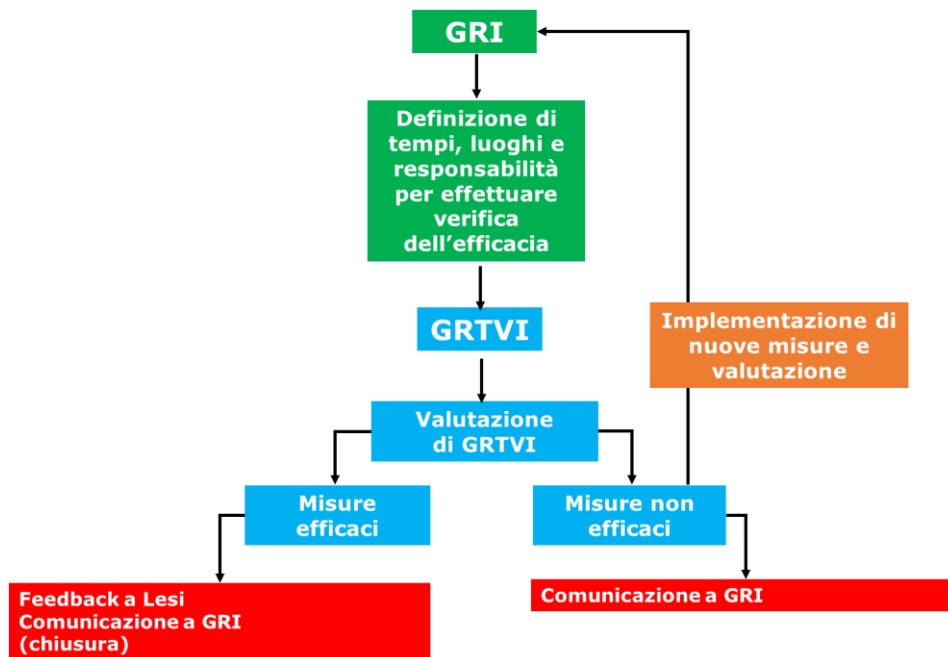 GRI
Definizione di
tempi, luoghi e
responsabilità
per effettuare
verifica
dell'efficacia
GRTVI
Implementazione di
nuove misure e
valutazione
Valutazione
di GRTVI
Misure
efficaci
Misure non
efficaci
Feedback a Lesi
Comunicazione a GRI
(chiusura)
Comunicazione a GRI